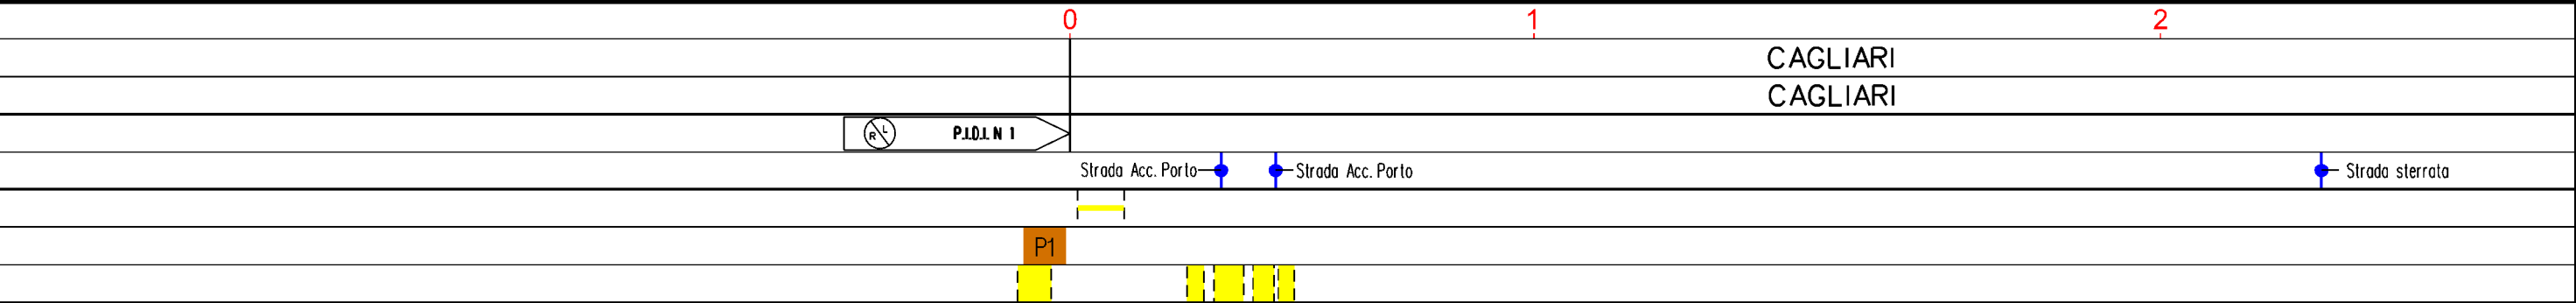 0 1 2
CAGLIARI
CAGLIARI
R L P.I.D.I. N 1
Strada Acc. Porto Strada Acc. Porto Strada sterrata
P1